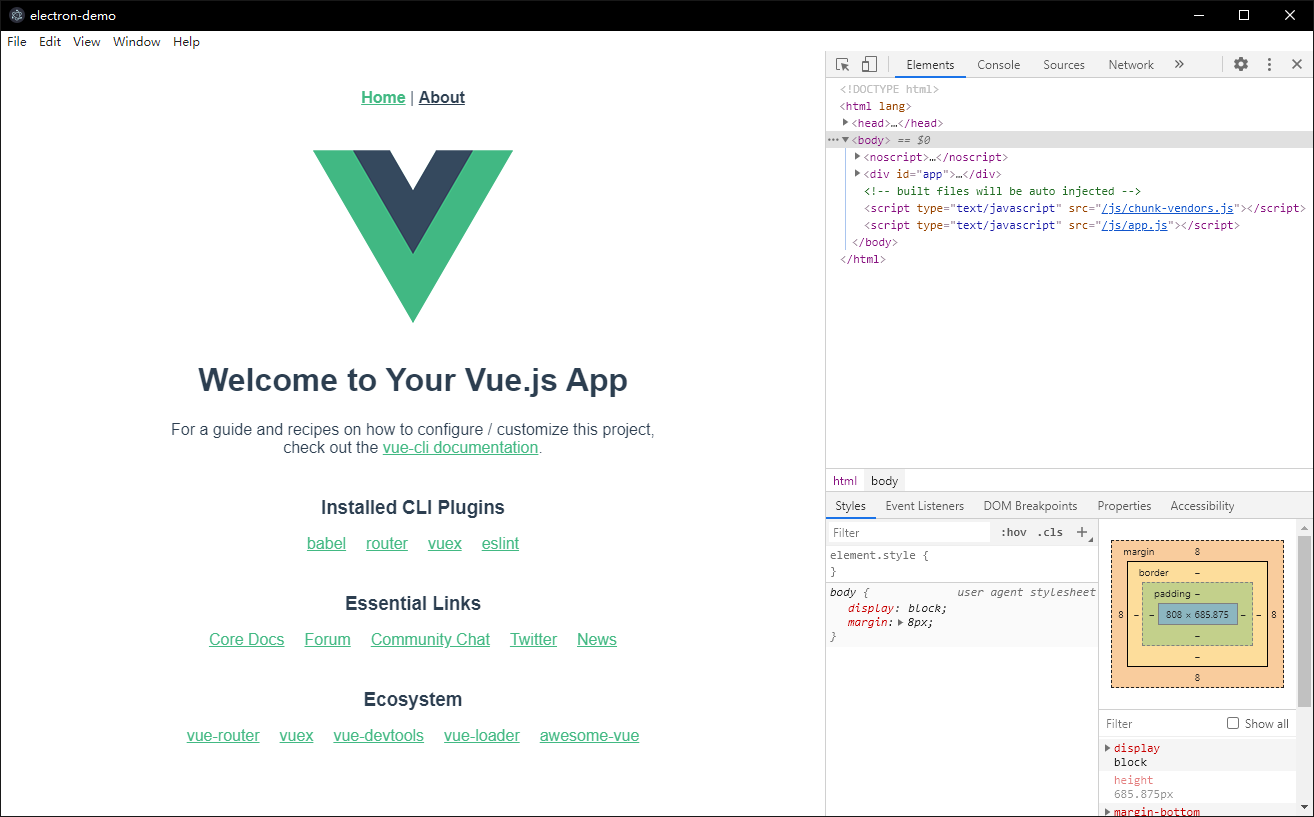 electron-demo
File Edit View Window Help
Home | About
Welcome to Your Vue.js App
For a guide and recipes on how to configure / customize this project,
check out the vue-cli documentation.
Installed CLI Plugins
babel router vuex eslint
Essential Links
Core Docs Forum Community Chat Twitter News
Ecosystem
vue-router vuex vue-devtools vue-loader awesome-vue
Elements Console Sources Network »
<!DOCTYPE html>
<html lang>
<head>…</head>
<body> == $0
<noscript>…</noscript>
<div id="app">…</div>
<!-- built files will be auto injected -->
<script type="text/javascript" src="/js/chunk-vendors.js"></script>
<script type="text/javascript" src="/js/app.js"></script>
</body>
</html>
html body
Styles Event Listeners DOM Breakpoints Properties Accessibility
Filter :hov .cls +
element.style {
}
body { user agent stylesheet
display: block;
margin: 8px;
}
margin 8
border –
padding –
8 – – 808 × 685.875 – – 8
–
–
8
Filter Show all
display
block
height
685.875px
margin-bottom